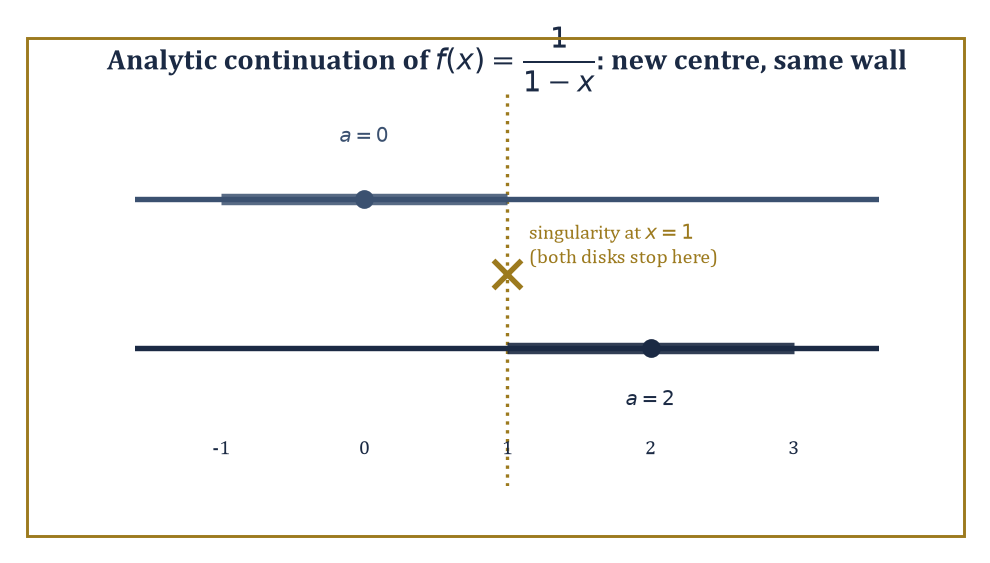 Analytic continuation of f(x) = 1/(1 − x): new centre, same wall
a = 0
singularity at x = 1
(both disks stop here)
a = 2
-1 0 1 2 3